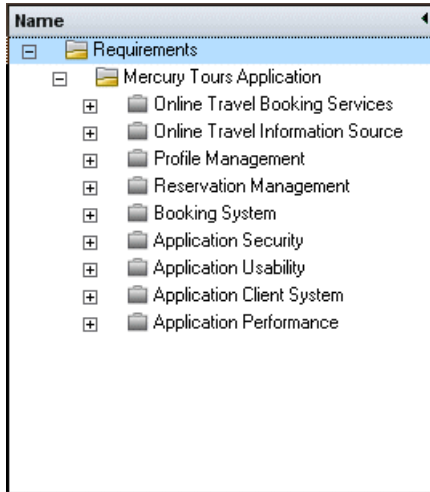 Name
Requirements
Mercury Tours Application
Online Travel Booking Services
Online Travel Information Source
Profile Management
Reservation Management
Booking System
Application Security
Application Usability
Application Client System
Application Performance